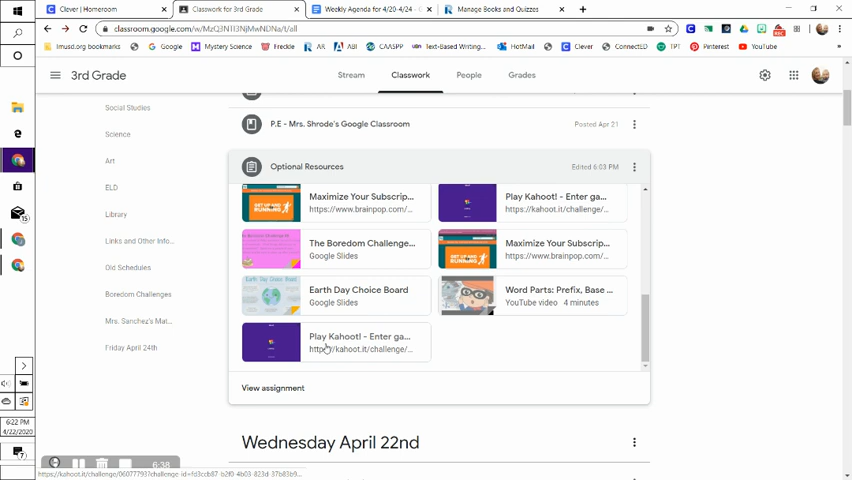 Clever | Homeroom
Classwork for 3rd Grade
Weekly Agenda for 4/20-4/24 -
Manage Books and Quizzes
classroom.google.com/w/MzQ3NTI3NjMwNDNa/t/all
lmusd.org bookmarks
Google
Mystery Science
Freckle
AR
ABI
CAASPP
Text-Based Writing...
HotMail
Clever
ConnectED
TPT
Pinterest
YouTube
3rd Grade
Stream
Classwork
People
Grades
Social Studies
Science
Art
ELD
Library
Links and Other Info...
Old Schedules
Boredom Challenges
Mrs. Sanchez's Mat...
Friday April 24th
P.E - Mrs. Shrode's Google Classroom
Posted Apr 21
Optional Resources
Edited 6:03 PM
Maximize Your Subscrip...
https://www.brainpop.com/...
Play Kahoot! - Enter ga...
https://kahoot.it/challenge/...
The Boredom Challenge...
Google Slides
Maximize Your Subscrip...
https://www.brainpop.com/...
Earth Day Choice Board
Google Slides
Word Parts: Prefix, Base ...
YouTube video 4 minutes
Play Kahoot! - Enter ga...
https://kahoot.it/challenge/...
View assignment
Wednesday April 22nd
6:22 PM
4/22/2020
6:38